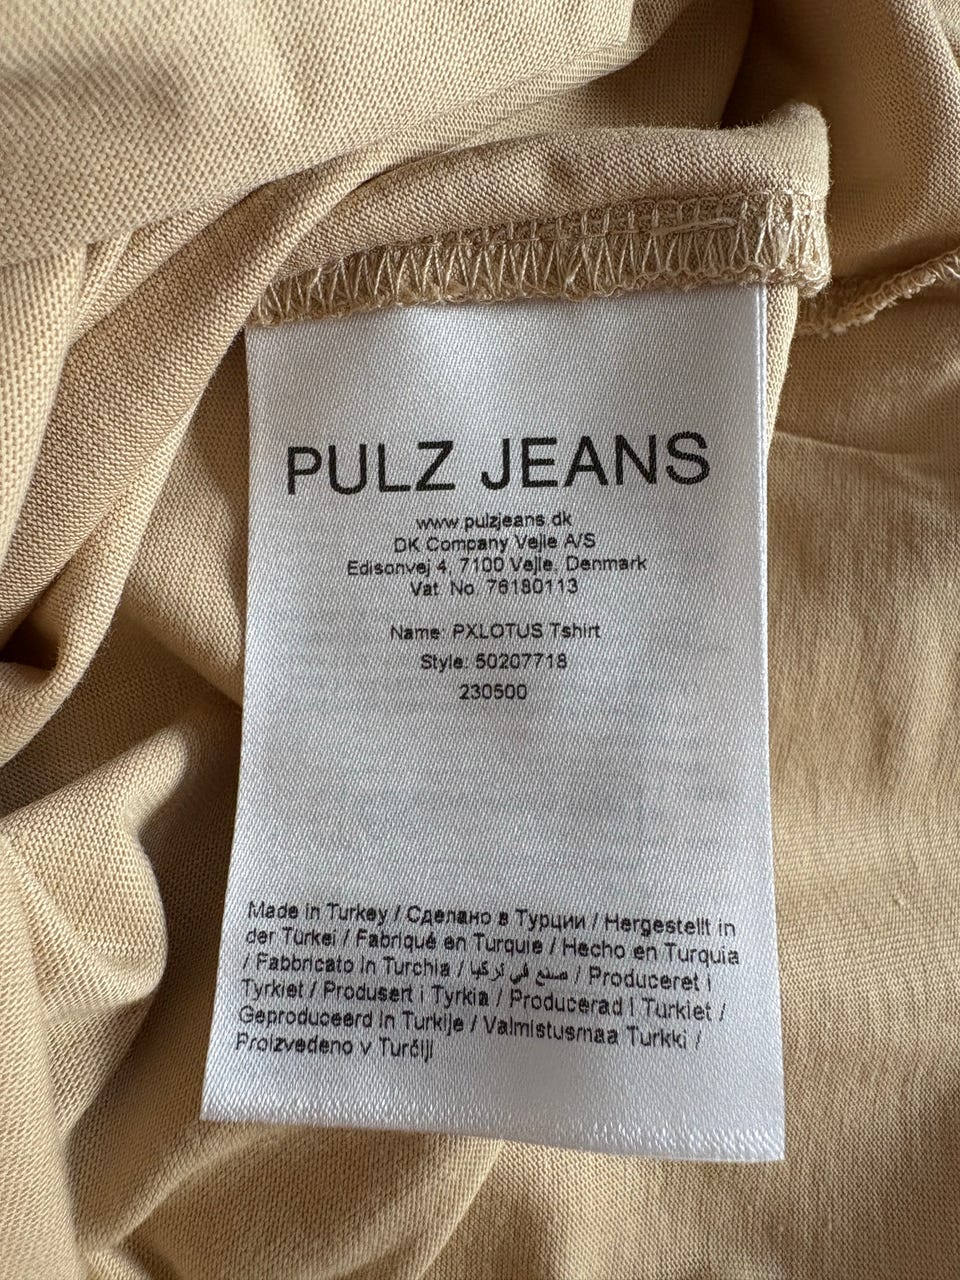 PULZ JEANS
www.pulzjeans.dk
DK Company Vejle A/S
Edisonvej 4, 7100 Vejle, Denmark
Vat. No. 76180113
Name: PXLOTUS Tshirt
Style: 50207718
230500
Made in Turkey / Сделано в Турции / Hergestellt in
der Türkei / Fabriqué en Turquie / Hecho en Turquia
/ Fabbricato in Turchia / صنع في تركيا / Produceret i
Tyrkiet / Produsert i Tyrkia / Producerad i Turkiet /
Geproduceerd in Turkije / Valmistusmaa Turkki /
Proizvedeno v Turčiji